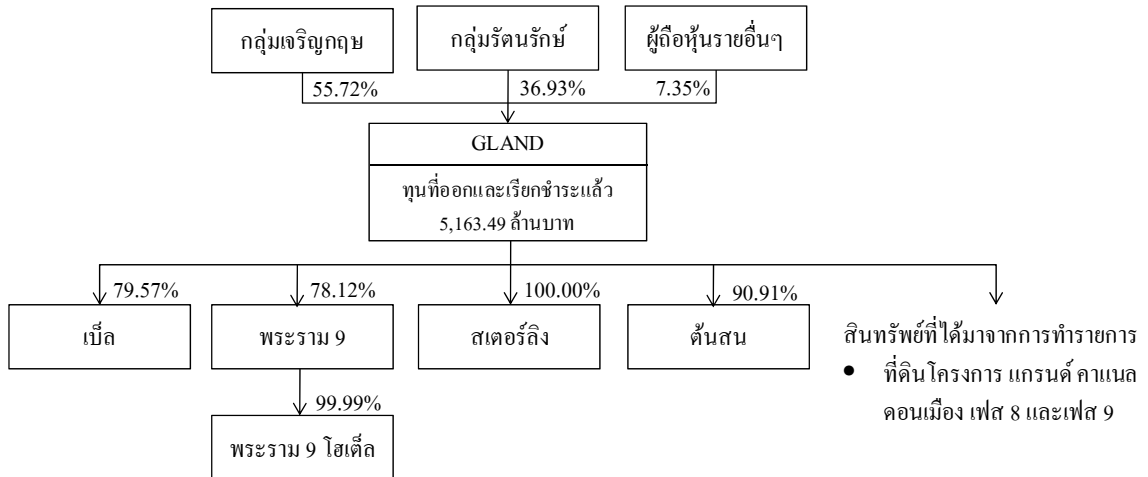 กลุ่มเจริญกฤษ
กลุ่มรัตนรักษ์
ผู้ถือหุ้นรายอื่นๆ
55.72%
36.93%
7.35%
GLAND
ทุนที่ออกและเรียกชำระแล้ว
5,163.49 ล้านบาท
79.57%
78.12%
100.00%
90.91%
เบ็ล
พระราม 9
สเตอร์ลิง
ต้นสน
สินทรัพย์ที่ได้มาจากการทำรายการ
• ที่ดินโครงการ แกรนด์ คาแนล
ดอนเมือง เฟส 8 และเฟส 9
99.99%
พระราม 9 โฮเต็ล